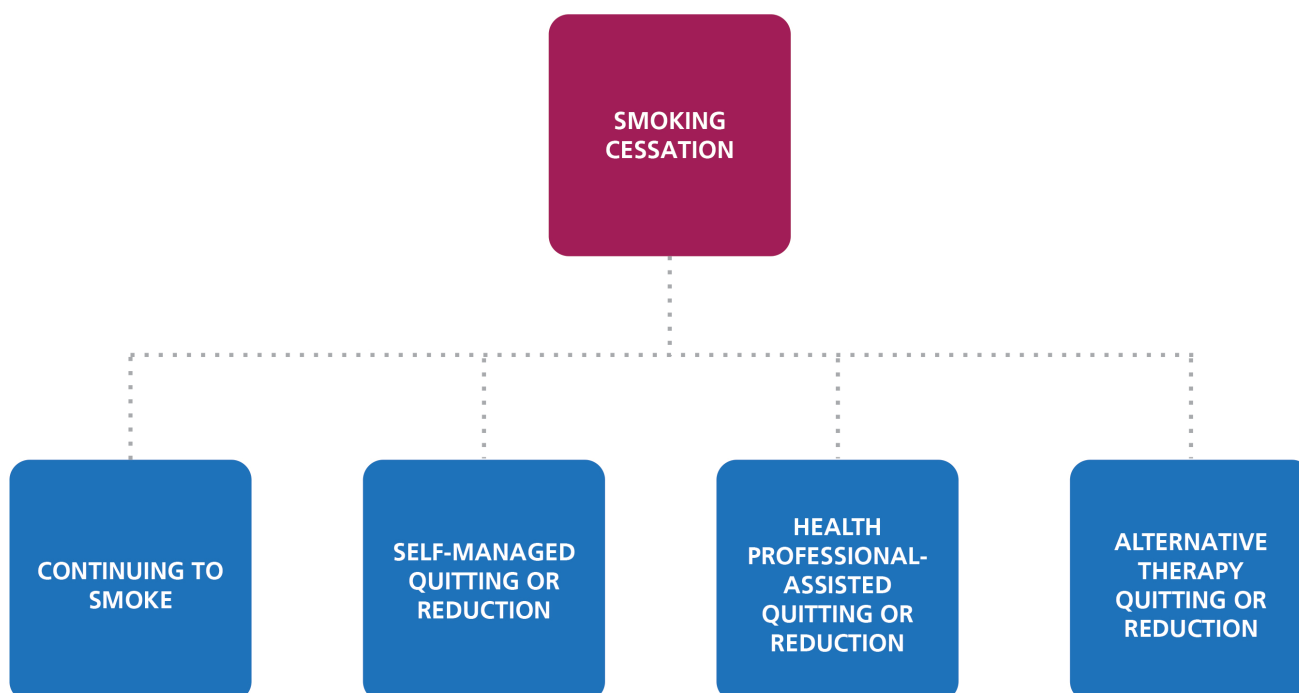 SMOKING
CESSATION
CONTINUING TO
SMOKE
SELF-MANAGED
QUITTING OR
REDUCTION
HEALTH
PROFESSIONAL-
ASSISTED
QUITTING OR
REDUCTION
ALTERNATIVE
THERAPY
QUITTING OR
REDUCTION